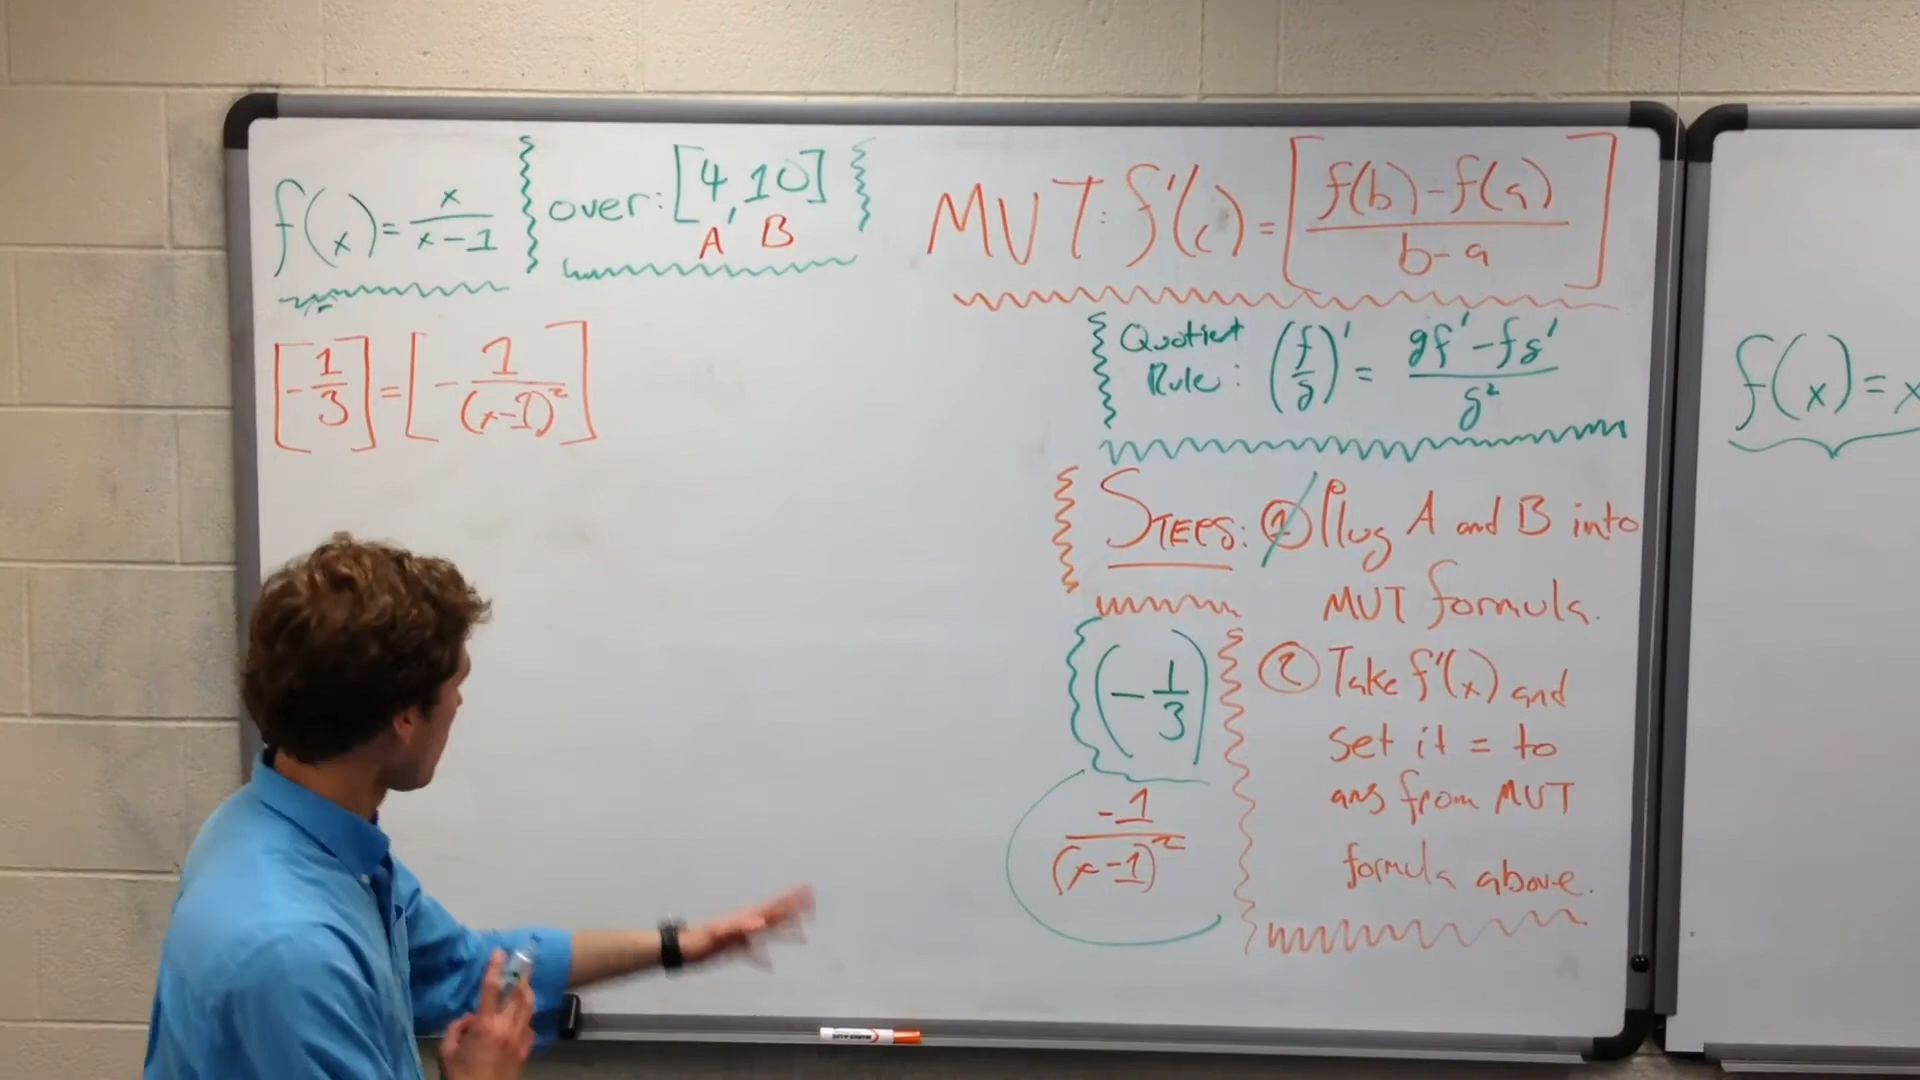 f(x) = x/(x-1)
over: [4, 10]
A B
[-1/3] = [-1/(x-1)²]
MVT: f'(c) = [(f(b)-f(a))/(b-a)]
Quotient
Rule: (f/g)' = (gf'-fg')/g²
STEPS: ① Plug A and B into
MVT formula.
(-1/3)
② Take f'(x) and
set it = to
ans from MVT
formula above.
-1/(x-1)²
f(x) = x